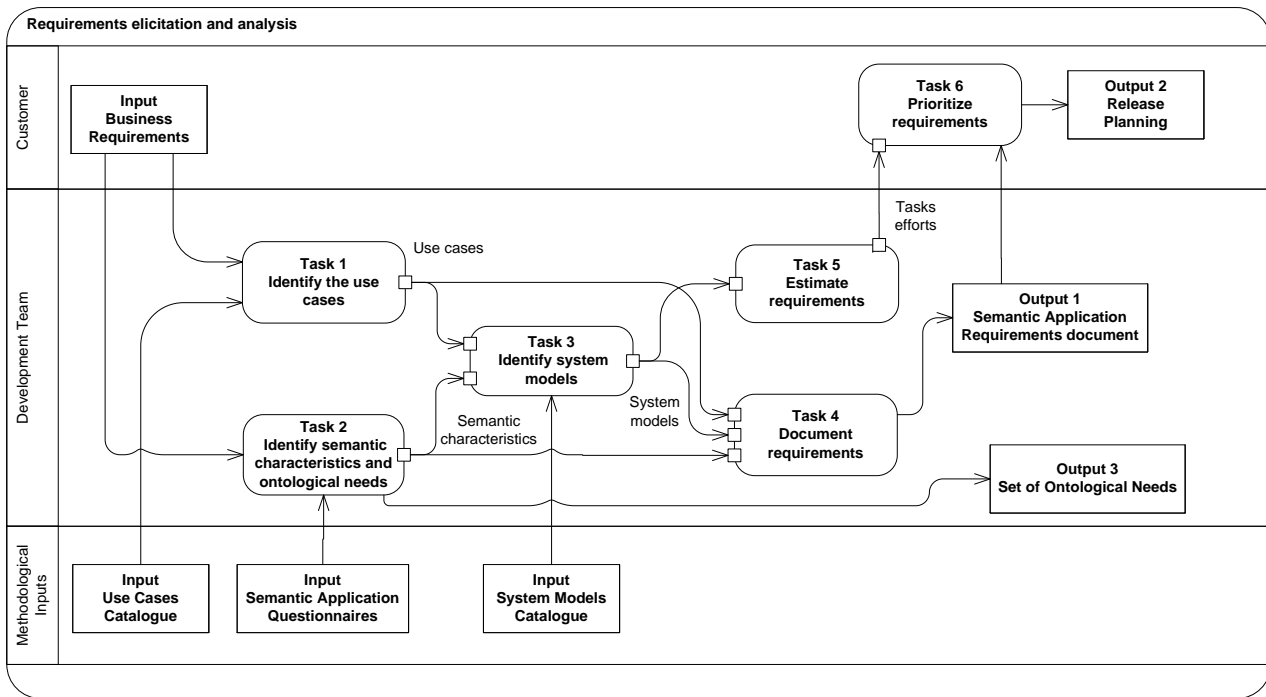 Requirements elicitation and analysis
Customer
Input
Business
Requirements
Task 6
Prioritize
requirements
Output 2
Release
Planning
Development Team
Tasks
efforts
Use cases
Task 1
Identify the use
cases
Task 5
Estimate
requirements
Output 1
Semantic Application
Requirements document
Task 3
Identify system
models
System
models
Task 4
Document
requirements
Task 2
Identify semantic
characteristics and
ontological needs
Semantic
characteristics
Output 3
Set of Ontological Needs
Methodological
Inputs
Input
Use Cases
Catalogue
Input
Semantic Application
Questionnaires
Input
System Models
Catalogue